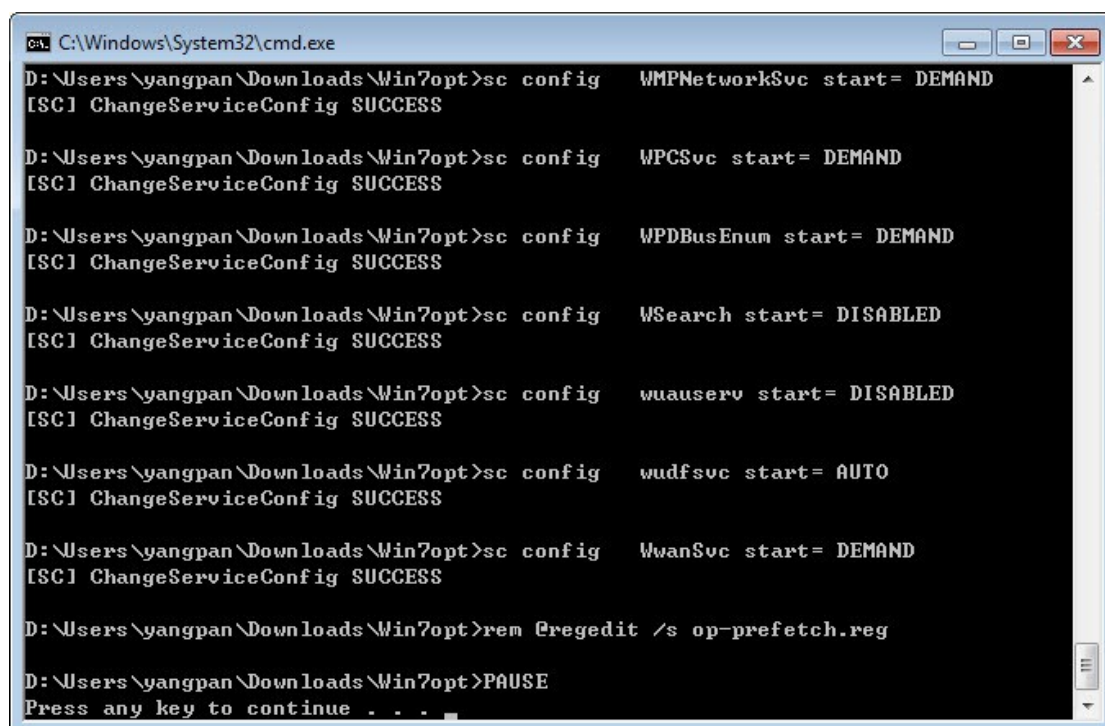 C:\Windows\System32\cmd.exe
D:\Users\yangpan\Downloads\Win7opt>sc config   WMPNetworkSvc start= DEMAND
[SC] ChangeServiceConfig SUCCESS
D:\Users\yangpan\Downloads\Win7opt>sc config   WPCSvc start= DEMAND
[SC] ChangeServiceConfig SUCCESS
D:\Users\yangpan\Downloads\Win7opt>sc config   WPDBusEnum start= DEMAND
[SC] ChangeServiceConfig SUCCESS
D:\Users\yangpan\Downloads\Win7opt>sc config   WSearch start= DISABLED
[SC] ChangeServiceConfig SUCCESS
D:\Users\yangpan\Downloads\Win7opt>sc config   wuauserv start= DISABLED
[SC] ChangeServiceConfig SUCCESS
D:\Users\yangpan\Downloads\Win7opt>sc config   wudfsvc start= AUTO
[SC] ChangeServiceConfig SUCCESS
D:\Users\yangpan\Downloads\Win7opt>sc config   WwanSvc start= DEMAND
[SC] ChangeServiceConfig SUCCESS
D:\Users\yangpan\Downloads\Win7opt>rem @regedit /s op-prefetch.reg
D:\Users\yangpan\Downloads\Win7opt>PAUSE
Press any key to continue . . . _